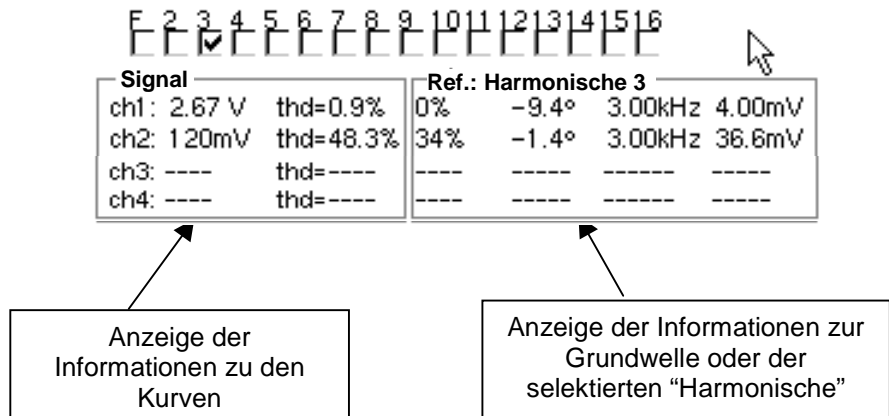 F 2 3 4 5 6 7 8 9 10 11 12 13 14 15 16
Signal Ref.: Harmonische 3
ch1: 2.67 V thd=0.9% 0% -9.4° 3.00kHz 4.00mV
ch2: 120mV thd=48.3% 34% -1.4° 3.00kHz 36.6mV
ch3: ---- thd=---- ---- ----- ------ -----
ch4: ---- thd=---- ---- ----- ------ -----
Anzeige der
Informationen zu den
Kurven
Anzeige der Informationen zur
Grundwelle oder der
selektierten “Harmonische”